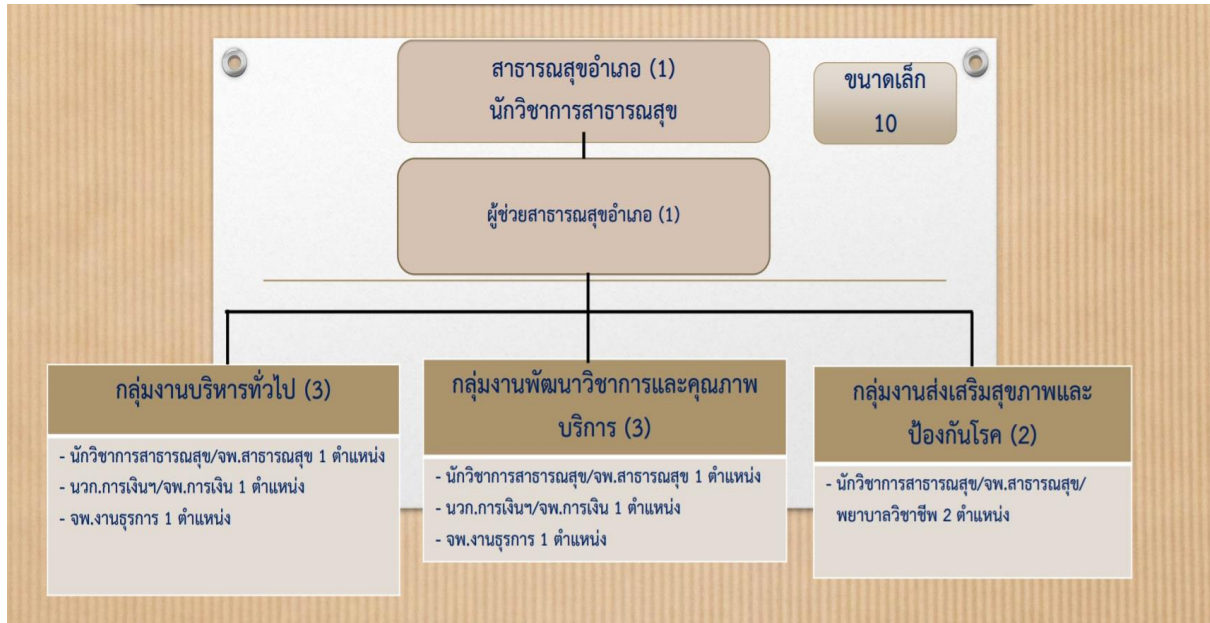 สาธารณสุขอำเภอ (1)
นักวิชาการสาธารณสุข
ขนาดเล็ก
10
ผู้ช่วยสาธารณสุขอำเภอ (1)
กลุ่มงานบริหารทั่วไป (3)
- นักวิชาการสาธารณสุข/จพ.สาธารณสุข 1 ตำแหน่ง
- นวก.การเงินฯ/จพ.การเงิน 1 ตำแหน่ง
- จพ.งานธุรการ 1 ตำแหน่ง
กลุ่มงานพัฒนาวิชาการและคุณภาพ
บริการ (3)
- นักวิชาการสาธารณสุข/จพ.สาธารณสุข 1 ตำแหน่ง
- นวก.การเงินฯ/จพ.การเงิน 1 ตำแหน่ง
- จพ.งานธุรการ 1 ตำแหน่ง
กลุ่มงานส่งเสริมสุขภาพและ
ป้องกันโรค (2)
- นักวิชาการสาธารณสุข/จพ.สาธารณสุข/
พยาบาลวิชาชีพ 2 ตำแหน่ง